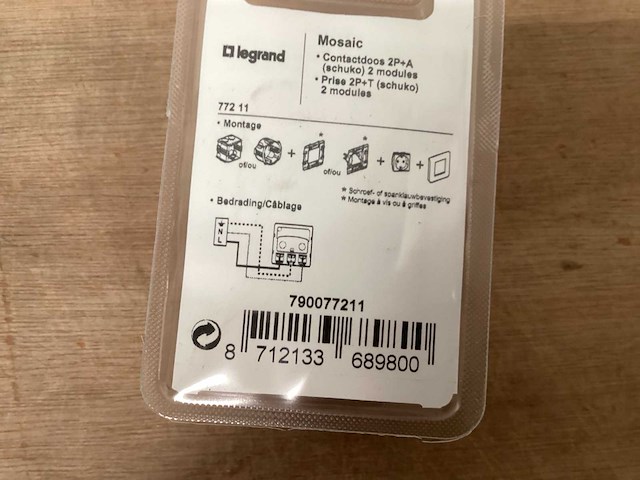 legrand
Mosaic
• Contactdoos 2P+A
(schuko) 2 modules
• Prise 2P+T (schuko)
2 modules
772 11
• Montage
* *
+ + +
of/ou of/ou
* Schroef- of spanklauwbevestiging
* Montage à vis ou à griffes
• Bedrading/Câblage
N
L
790077211
8 712133 689800